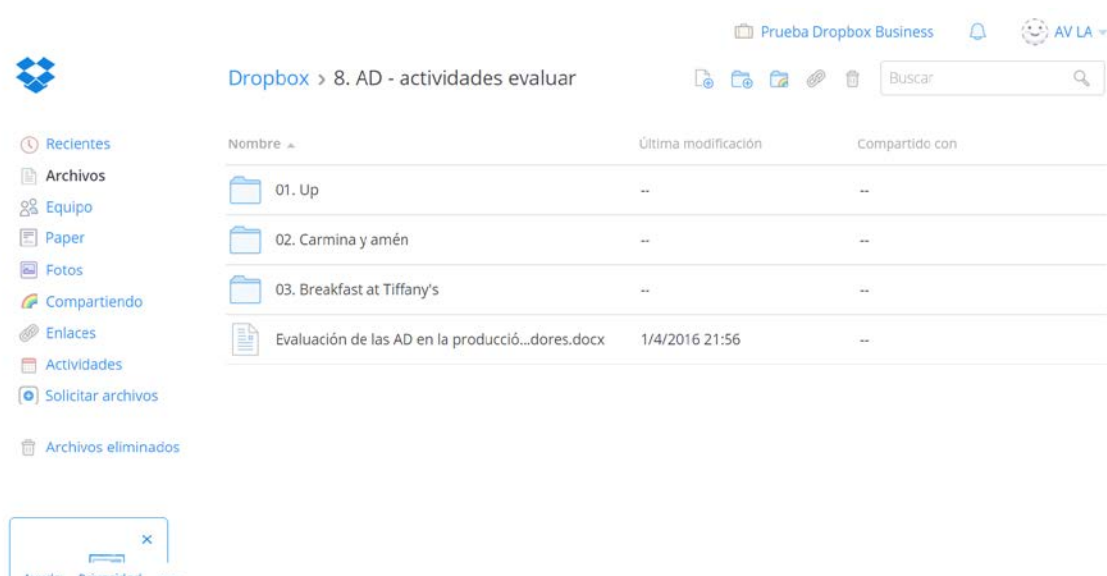 Prueba Dropbox Business
AV LA
Dropbox > 8. AD - actividades evaluar
Buscar
Recientes
Archivos
Equipo
Paper
Fotos
Compartiendo
Enlaces
Actividades
Solicitar archivos
Archivos eliminados
Nombre Última modificación Compartido con
01. Up -- --
02. Carmina y amén -- --
03. Breakfast at Tiffany's -- --
Evaluación de las AD en la producció...dores.docx 1/4/2016 21:56 --